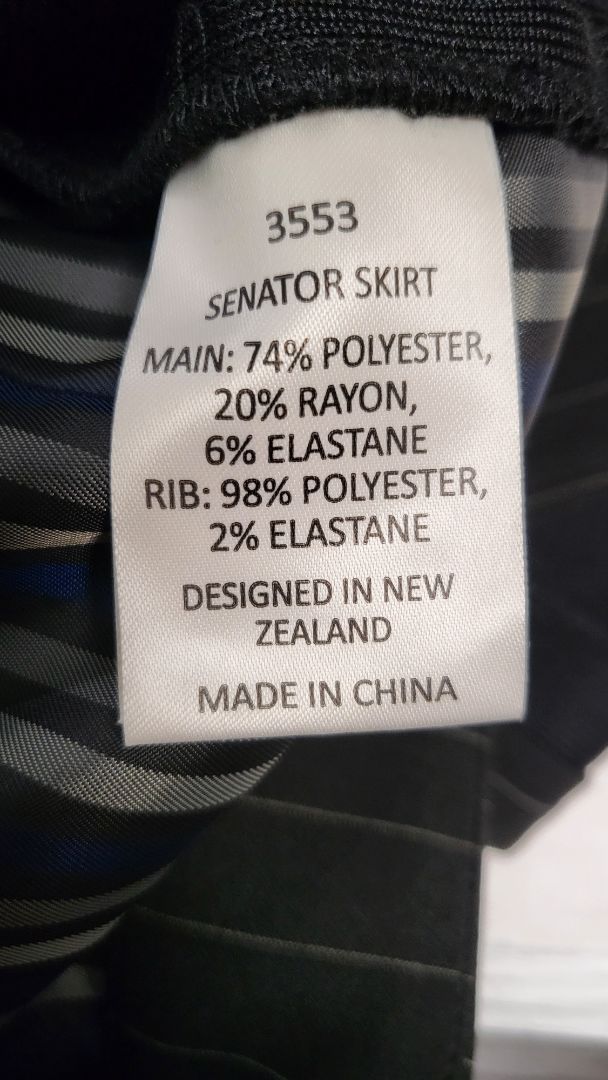 3553
SENATOR SKIRT
MAIN: 74% POLYESTER,
20% RAYON,
6% ELASTANE
RIB: 98% POLYESTER,
2% ELASTANE
DESIGNED IN NEW
ZEALAND
MADE IN CHINA